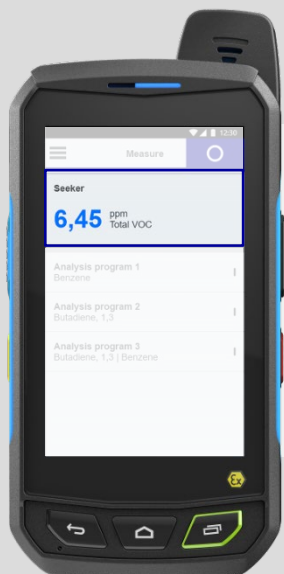 12:30
Measure
Seeker
6,45 ppm
Total VOC
Analysis program 1
Benzene
Analysis program 2
Butadiene, 1,3
Analysis program 3
Butadiene, 1,3 | Benzene
Ex